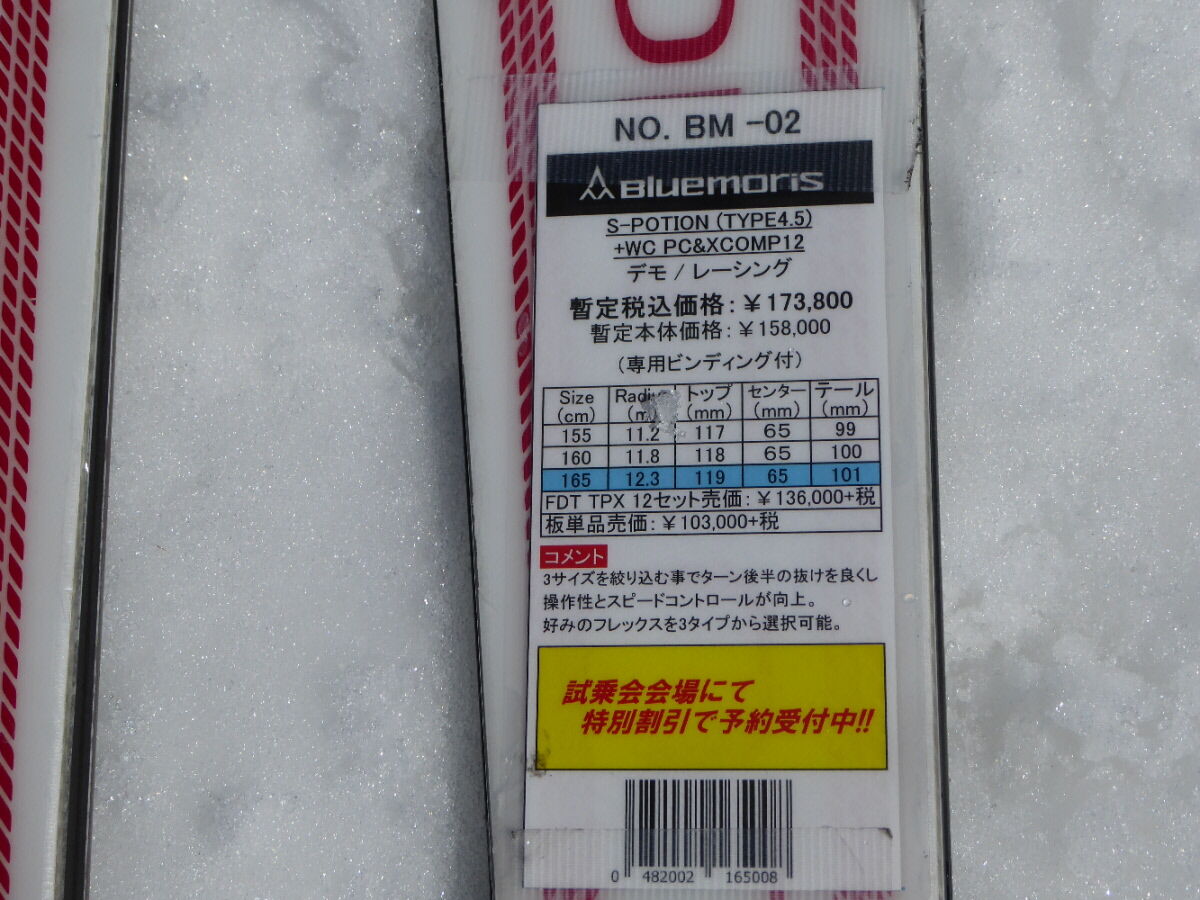 NO. BM -02
Bluemoris
S-POTION (TYPE4.5)
+WC PC&XCOMP12
デモ / レーシング
暫定税込価格：￥173,800
暫定本体価格：￥158,000
（専用ビンディング付）
Size (cm) トップ (mm) センター (mm) テール (mm)
155 11.2 117 65 99
160 11.8 118 65 100
165 12.3 119 65 101
FDT TPX 12セット売価：￥136,000+税
板単品売価：￥103,000+税
コメント
3サイズを絞り込む事でターン後半の抜けを良くし
操作性とスピードコントロールが向上。
好みのフレックスを3タイプから選択可能。
試乗会会場にて
特別割引で予約受付中!!
0 482002 165008